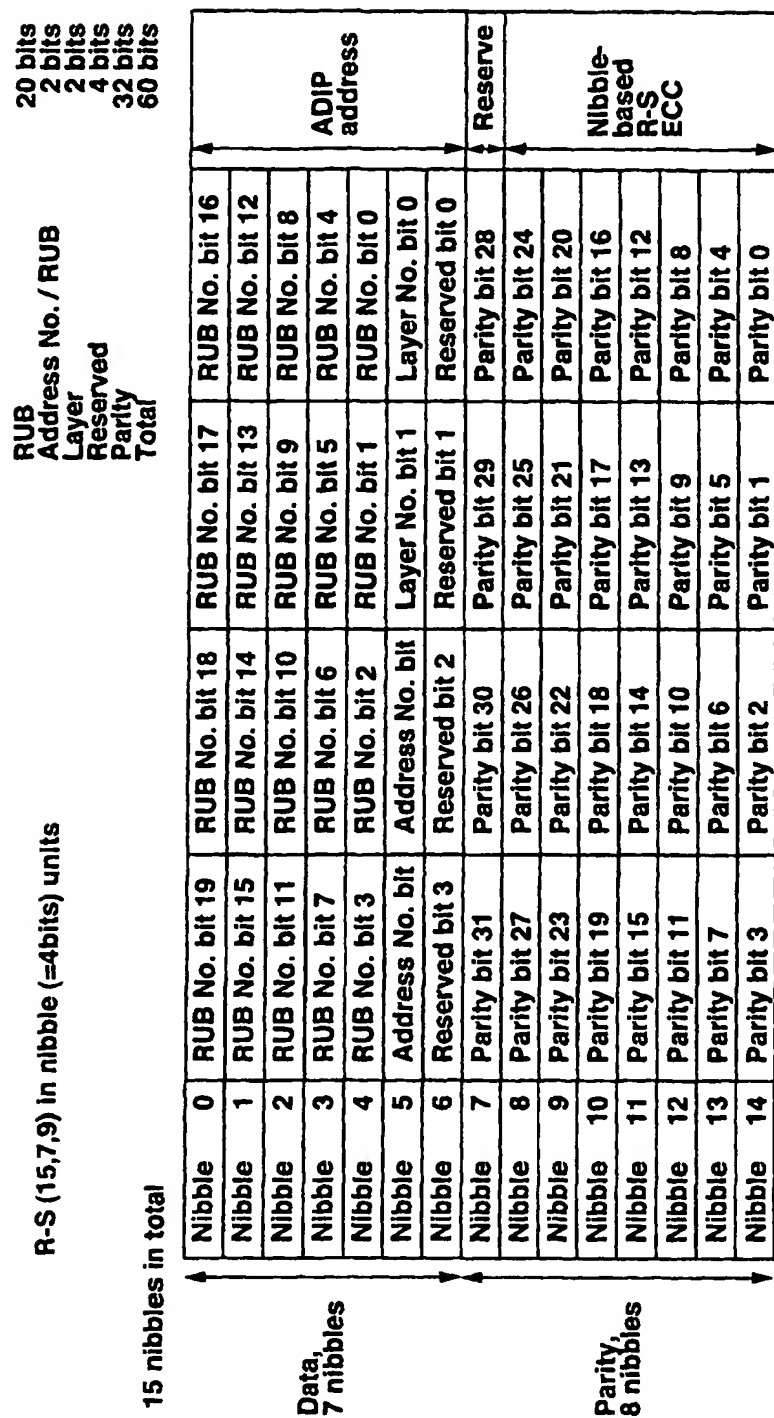 R-S (15,7,9) in nibble (=4bits) units
RUB 20 bits
Address No. / RUB 2 bits
Layer 2 bits
Reserved 4 bits
Parity 32 bits
Total 60 bits
15 nibbles in total
Data,
7 nibbles
Nibble 0 RUB No. bit 19 RUB No. bit 18 RUB No. bit 17 RUB No. bit 16
Nibble 1 RUB No. bit 15 RUB No. bit 14 RUB No. bit 13 RUB No. bit 12
Nibble 2 RUB No. bit 11 RUB No. bit 10 RUB No. bit 9 RUB No. bit 8
Nibble 3 RUB No. bit 7 RUB No. bit 6 RUB No. bit 5 RUB No. bit 4
Nibble 4 RUB No. bit 3 RUB No. bit 2 RUB No. bit 1 RUB No. bit 0
Nibble 5 Address No. bit Address No. bit Layer No. bit 1 Layer No. bit 0
Nibble 6 Reserved bit 3 Reserved bit 2 Reserved bit 1 Reserved bit 0
ADIP
address
Parity,
8 nibbles
Nibble 7 Parity bit 31 Parity bit 30 Parity bit 29 Parity bit 28
Reserve
Nibble 8 Parity bit 27 Parity bit 26 Parity bit 25 Parity bit 24
Nibble 9 Parity bit 23 Parity bit 22 Parity bit 21 Parity bit 20
Nibble 10 Parity bit 19 Parity bit 18 Parity bit 17 Parity bit 16
Nibble 11 Parity bit 15 Parity bit 14 Parity bit 13 Parity bit 12
Nibble 12 Parity bit 11 Parity bit 10 Parity bit 9 Parity bit 8
Nibble 13 Parity bit 7 Parity bit 6 Parity bit 5 Parity bit 4
Nibble 14 Parity bit 3 Parity bit 2 Parity bit 1 Parity bit 0
Nibble-
based
R-S
ECC